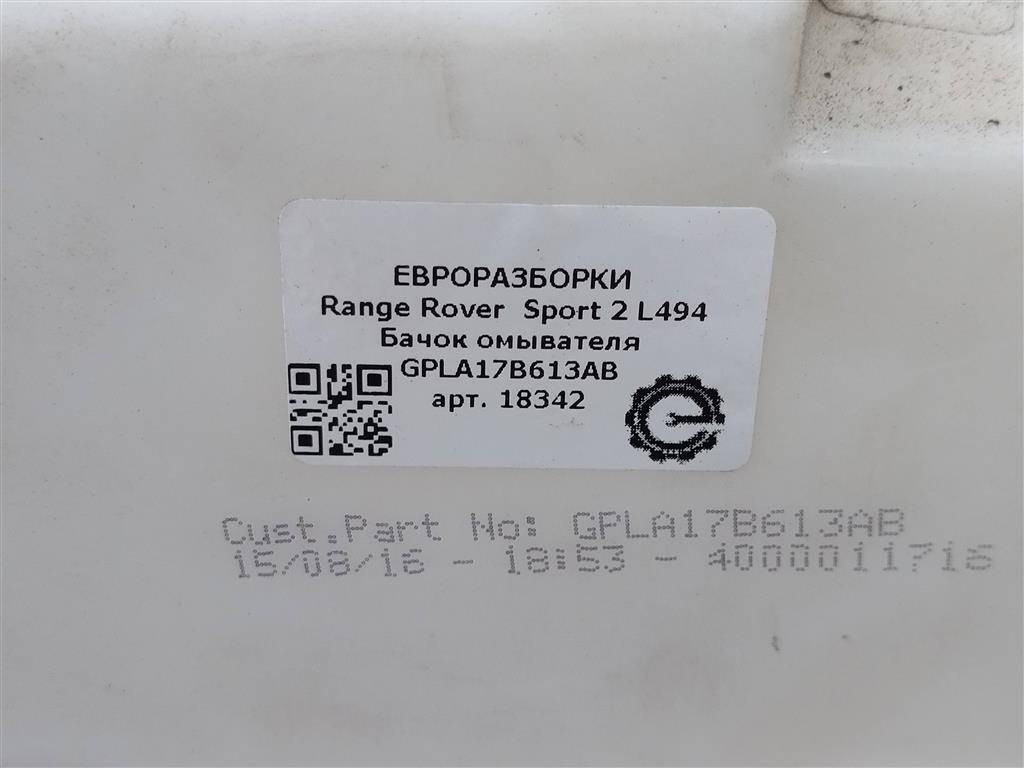 ЕВРОРАЗБОРКИ
Range Rover Sport 2 L494
Бачок омывателя
GPLA17B613AB
арт. 18342
Cust.Part No: GPLA17B613AB
15/08/16 - 18:53 - 4000011716